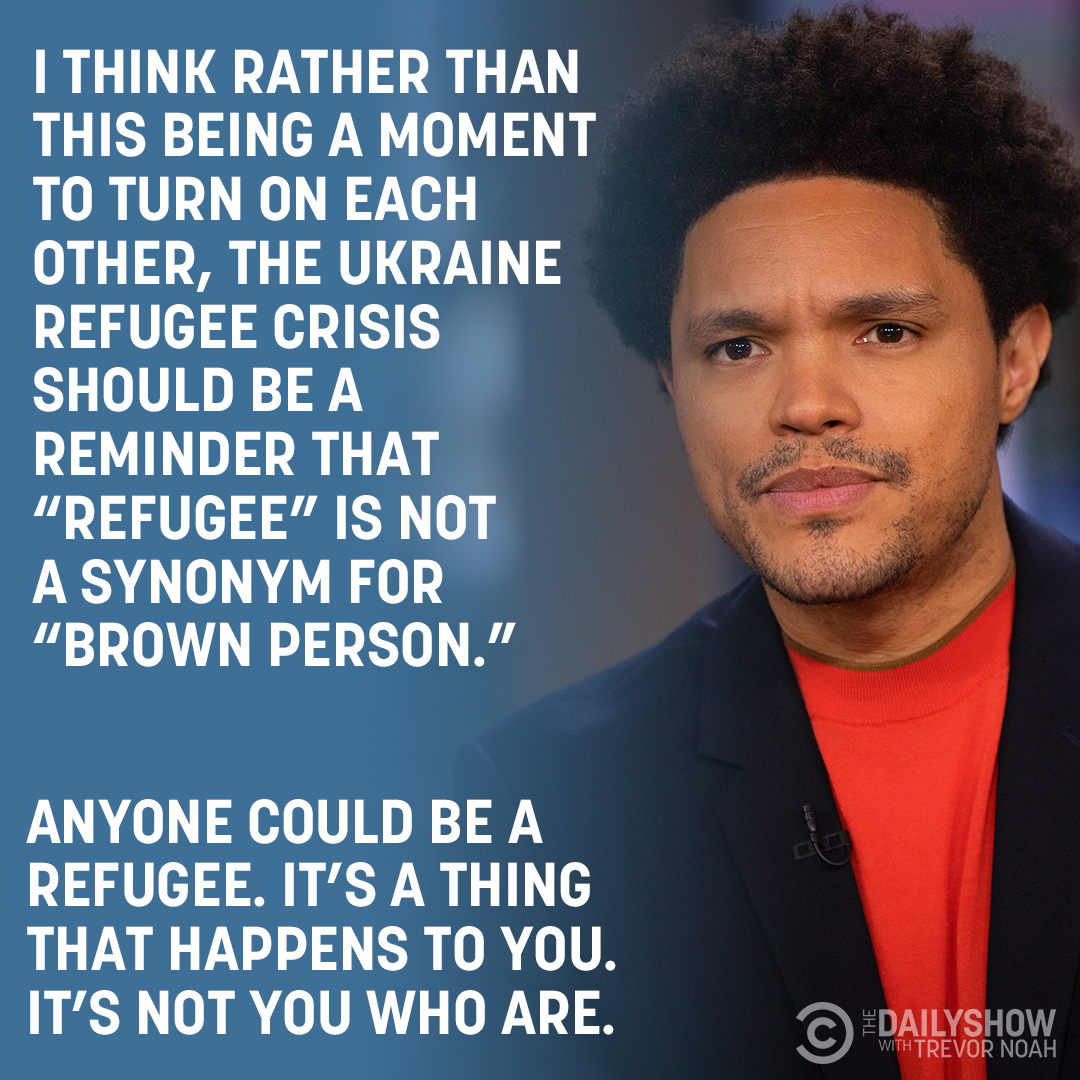 I THINK RATHER THAN
THIS BEING A MOMENT
TO TURN ON EACH
OTHER, THE UKRAINE
REFUGEE CRISIS
SHOULD BE A
REMINDER THAT
“REFUGEE” IS NOT
A SYNONYM FOR
“BROWN PERSON.”
ANYONE COULD BE A
REFUGEE. IT’S A THING
THAT HAPPENS TO YOU.
IT’S NOT YOU WHO ARE.
THE DAILYSHOW
WITH TREVOR NOAH